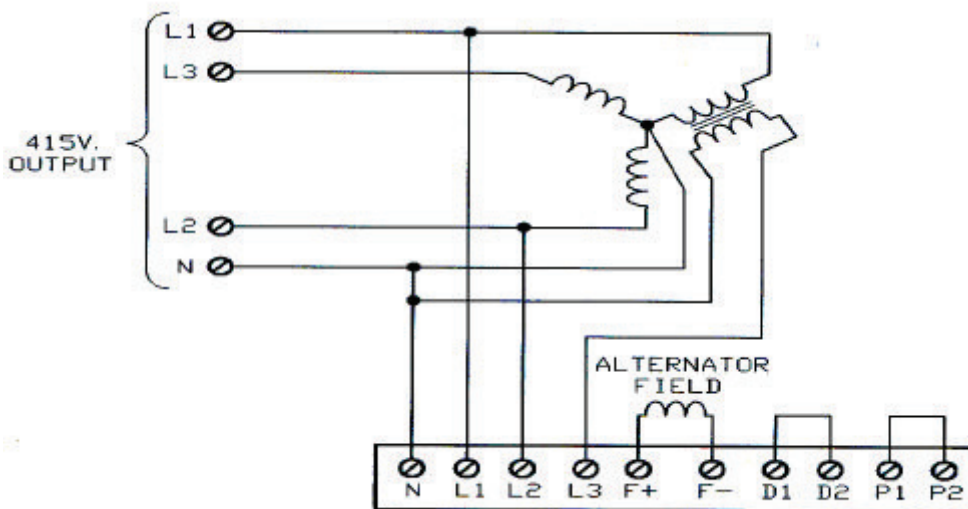 L1
L3
415V.
OUTPUT
L2
N
ALTERNATOR
FIELD
N L1 L2 L3 F+ F- D1 D2 P1 P2